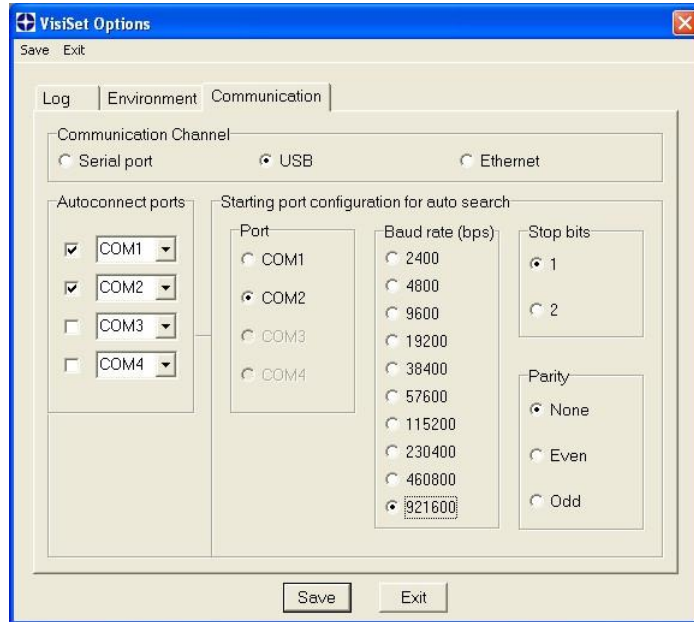 VisiSet Options
Save Exit
Log Environment Communication
Communication Channel
Serial port USB Ethernet
Autoconnect ports
COM1
COM2
COM3
COM4
Starting port configuration for auto search
Port
COM1
COM2
COM3
COM4
Baud rate (bps)
2400
4800
9600
19200
38400
57600
115200
230400
460800
921600
Stop bits
1
2
Parity
None
Even
Odd
Save Exit